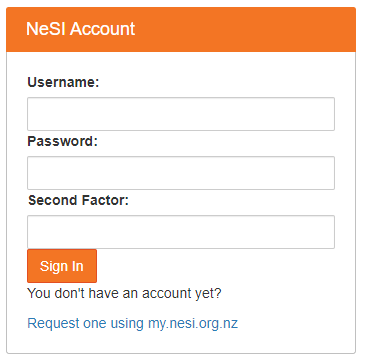 NeSI Account
Username:
Password:
Second Factor:
Sign In
You don't have an account yet?
Request one using my.nesi.org.nz